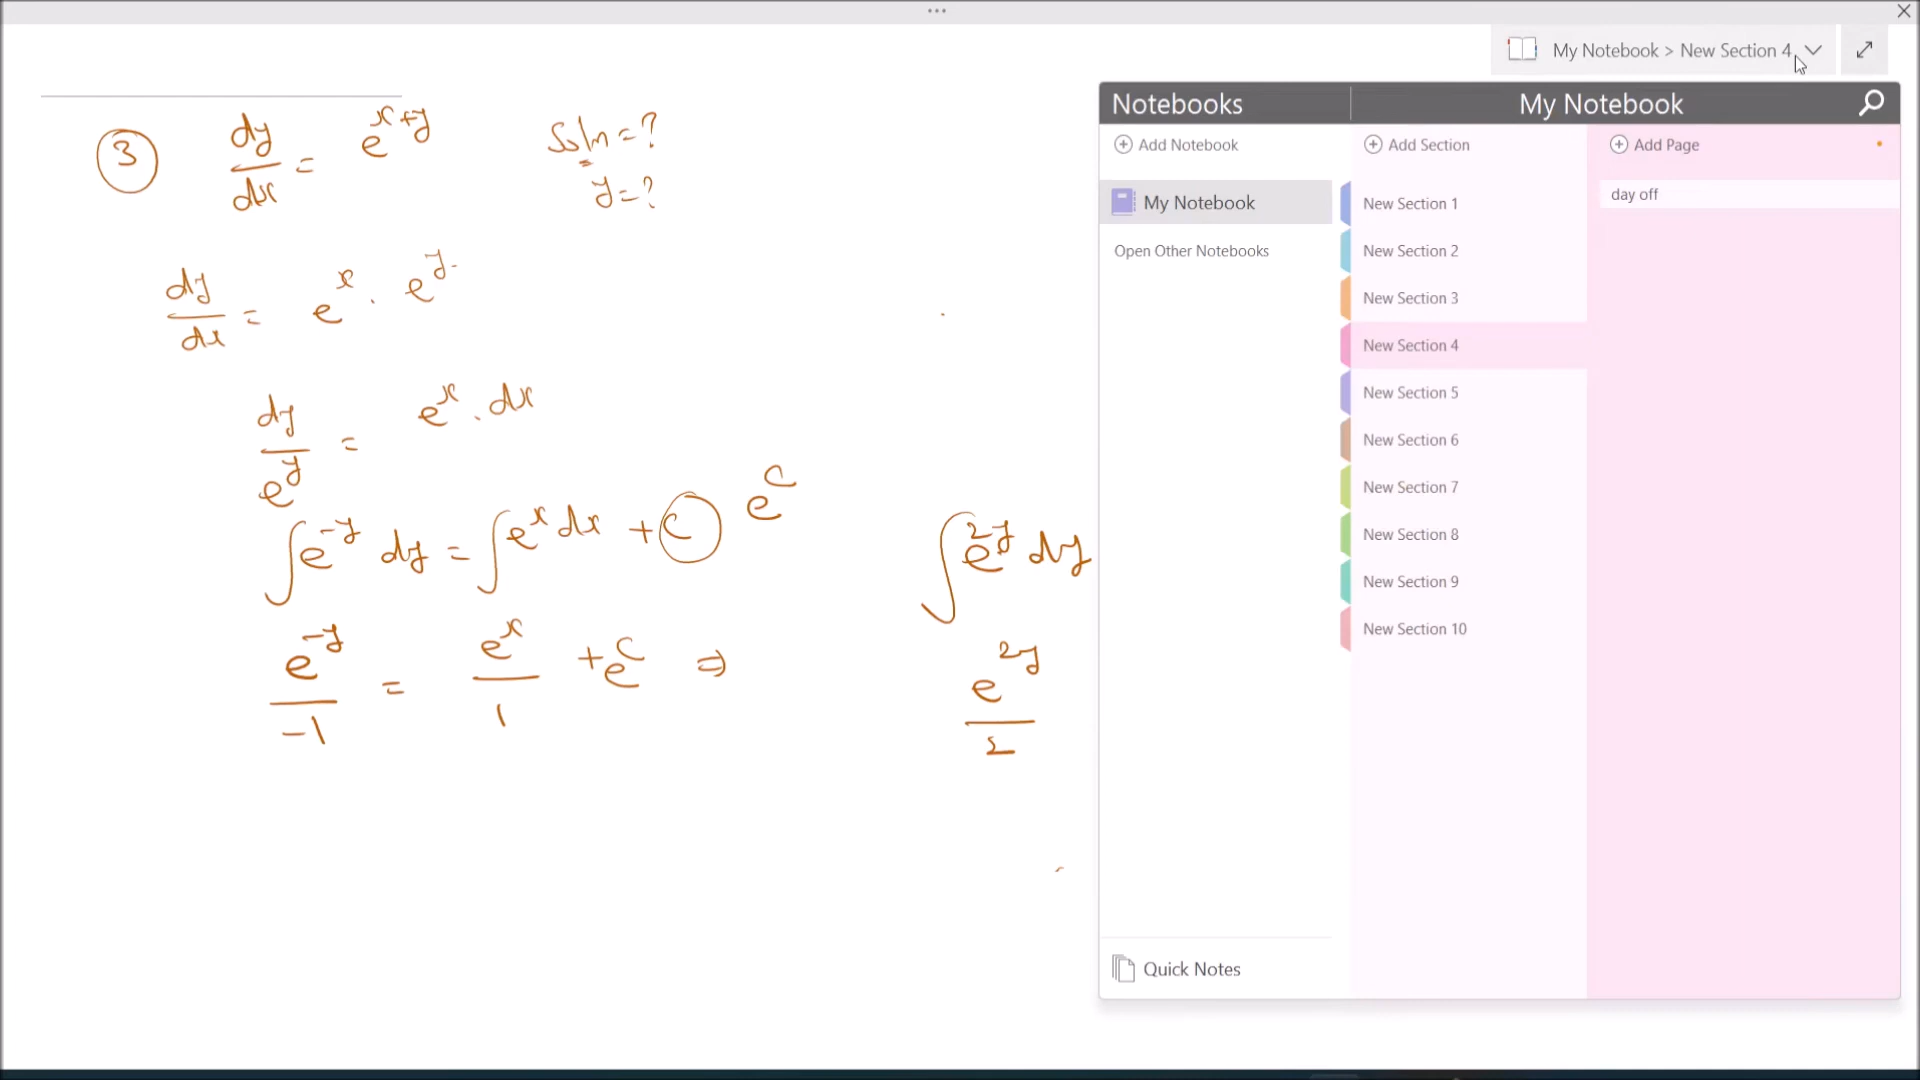 ...
My Notebook > New Section 4
③ dy/dx = e^(x+y) Soln = ?
y = ?
dy/dx = e^x . e^y
dy/e^y = e^x . dx
∫e^(-y) dy = ∫e^x dx + c e^c
e^(-y)/-1 = e^x/1 + e^c ⇒
∫e^(2y) dy
e^(2y)/2
Notebooks
My Notebook
Add Notebook
My Notebook
Open Other Notebooks
Quick Notes
Add Section
New Section 1
New Section 2
New Section 3
New Section 4
New Section 5
New Section 6
New Section 7
New Section 8
New Section 9
New Section 10
Add Page
day off